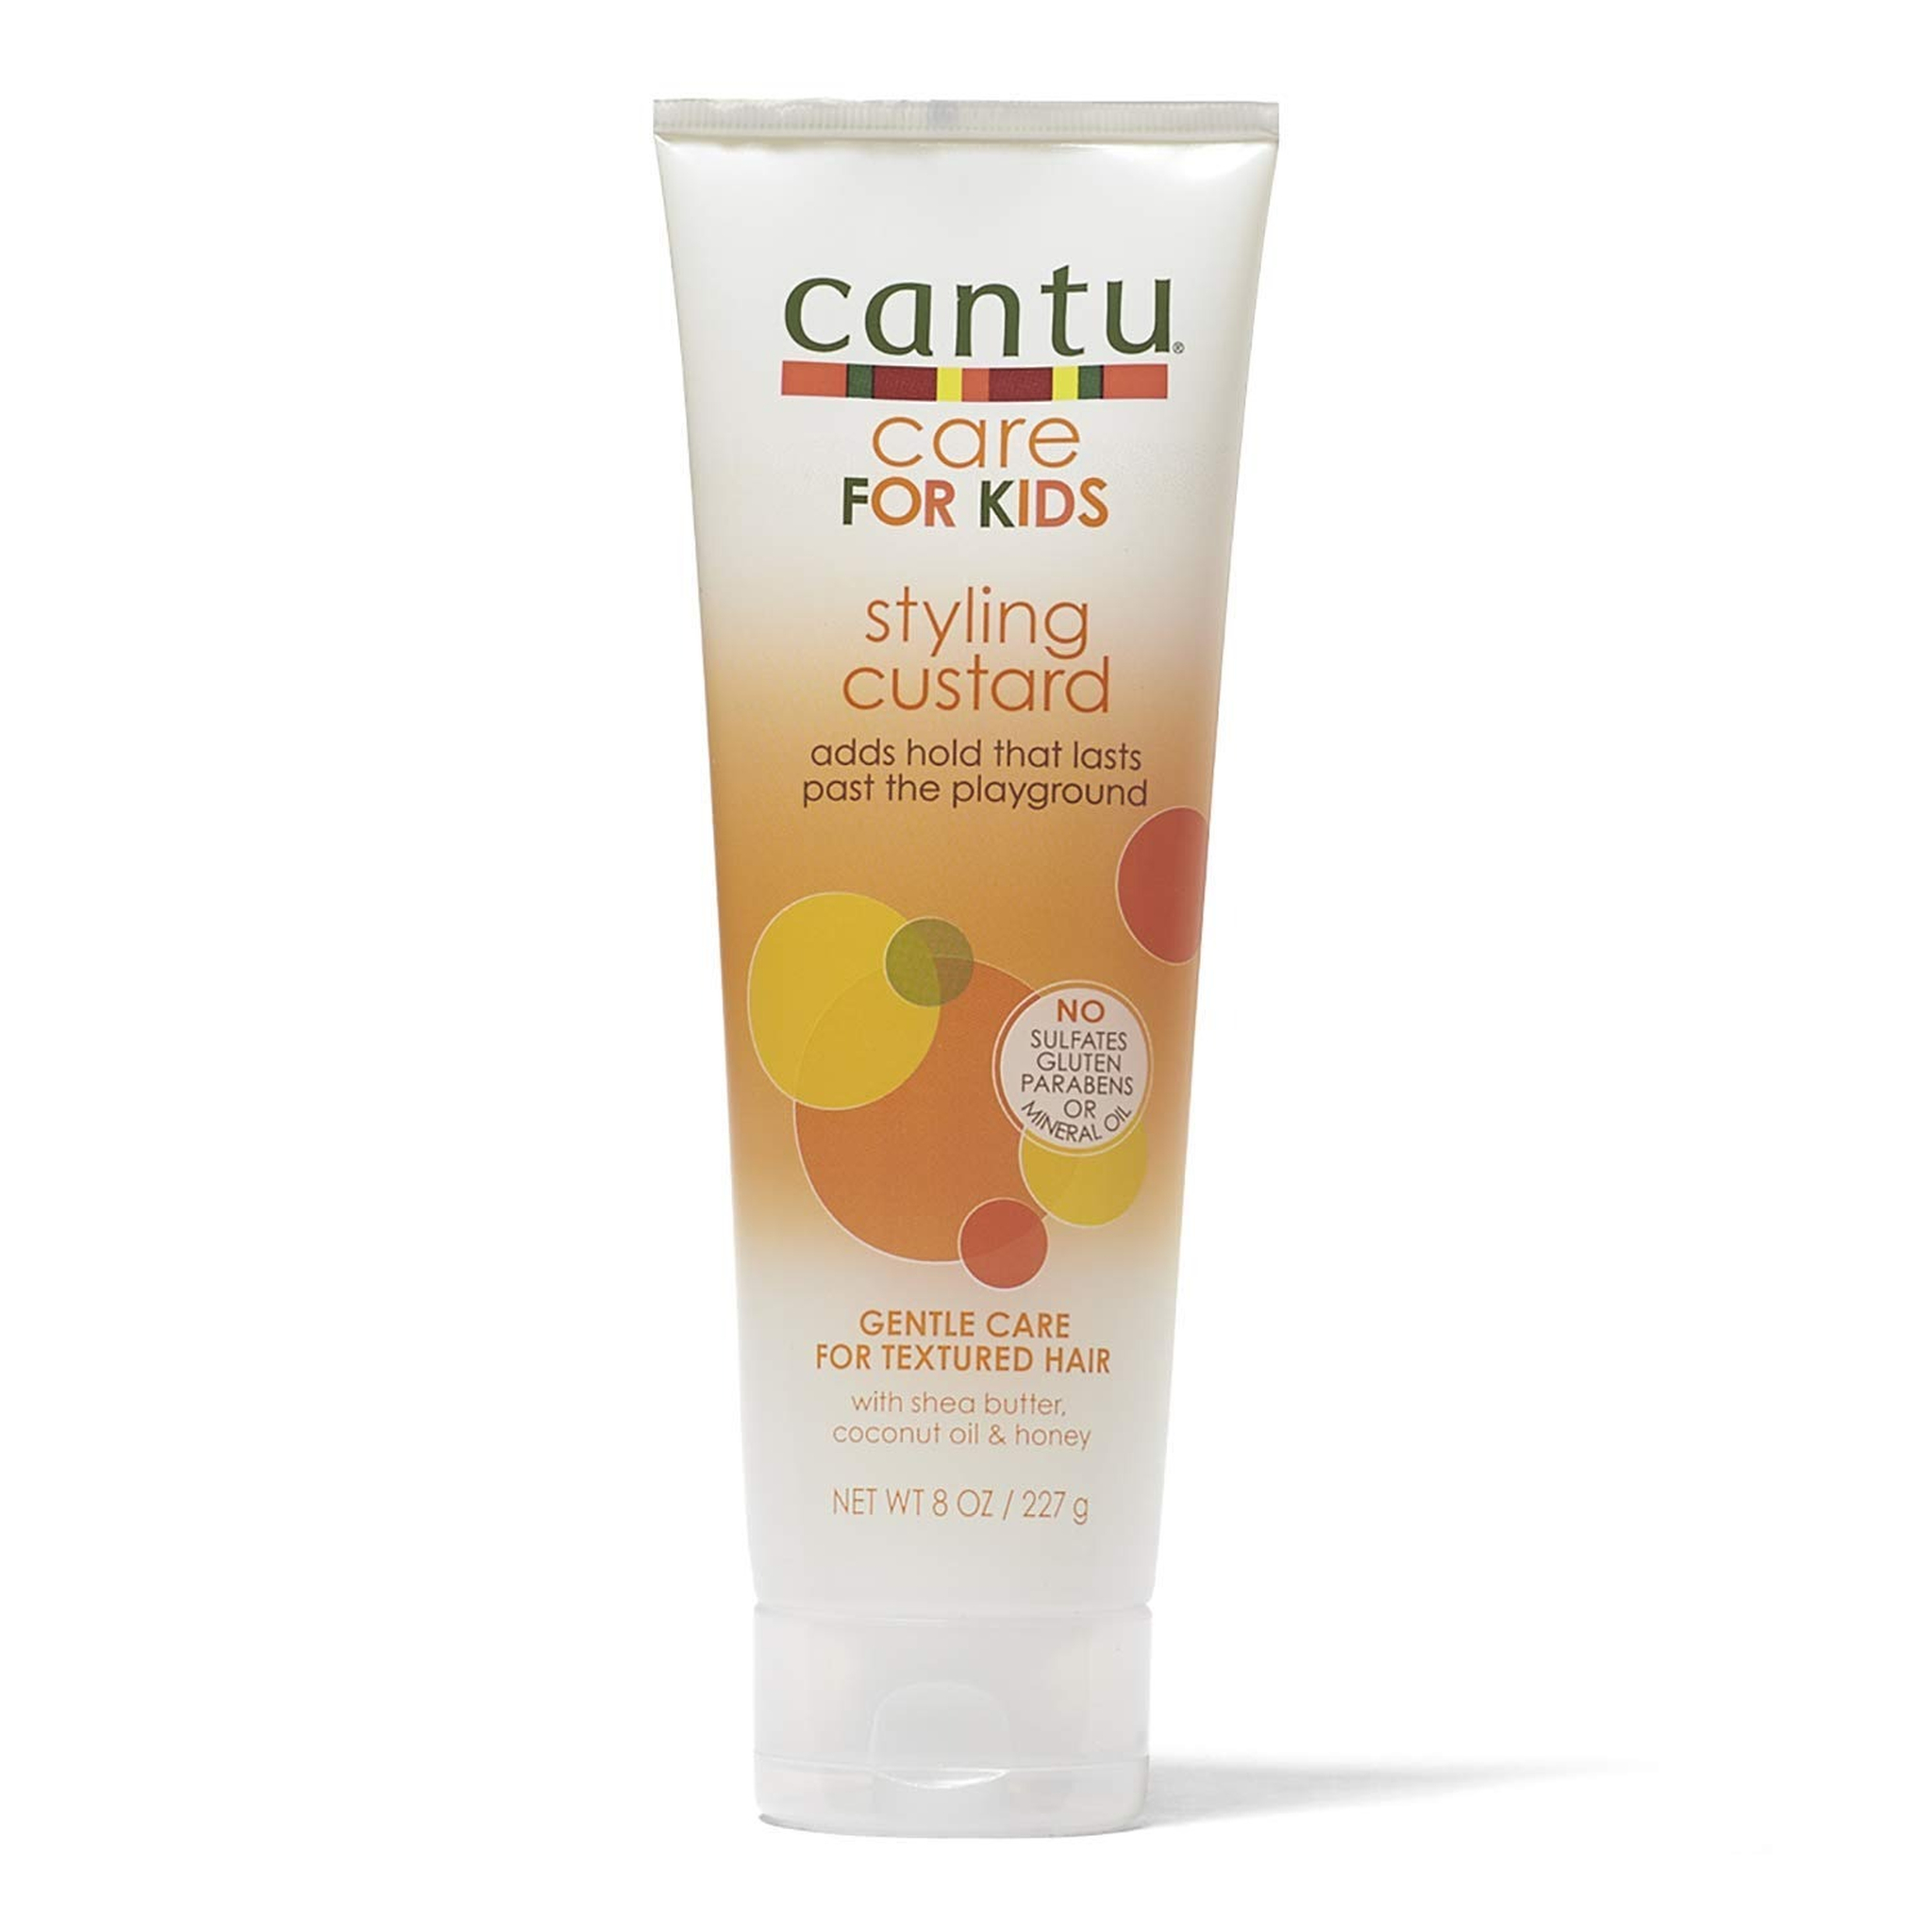 cantu®
care
FOR KIDS
styling
custard
adds hold that lasts
past the playground
NO
SULFATES
GLUTEN
PARABENS
OR
MINERAL OIL
GENTLE CARE
FOR TEXTURED HAIR
with shea butter,
coconut oil & honey
NET WT 8 OZ / 227 g